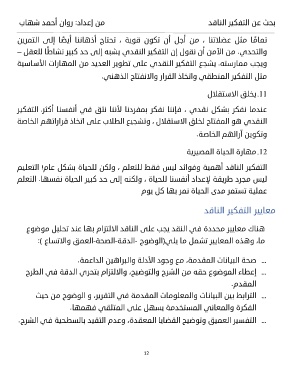 بحث عن التفكير الناقد من إعداد: روان أحمد شهاب
تمامًا مثل عضلاتنا ، من أجل أن تكون قوية ، تحتاج أذهاننا أيضًا إلى التمرين
والتحدي. من الآمن أن نقول إن التفكير النقدي يشبه إلى حد كبير نشاطًا للعقل –
ويجب ممارسته. يشجع التفكير النقدي على تطوير العديد من المهارات الأساسية
مثل التفكير المنطقي واتخاذ القرار والانفتاح الذهني.
11.يخلق الاستقلال
عندما نفكر بشكل نقدي ، فإننا نفكر بمفردنا لأننا نثق في أنفسنا أكثر. التفكير
النقدي هو المفتاح لخلق الاستقلال ، وتشجيع الطلاب على اتخاذ قراراتهم الخاصة
وتكوين آرائهم الخاصة.
12.مهارة الحياة المصيرية
التفكير الناقد أهمية وفوائد ليس فقط للتعلم ، ولكن للحياة بشكل عام! التعليم
ليس مجرد طريقة لإعداد أنفسنا للحياة ، ولكنه إلى حد كبير الحياة نفسها. التعلم
عملية تستمر مدى الحياة نمر بها كل يوم
معايير التفكير الناقد
هناك معايير محددة في النقد يجب على الناقد الالتزام بها عند تحليل موضوع
ما، وهذه المعايير تشمل ما يلي(الوضوح -الدقة-الصحة-العمق والاتساع ):
... صحة البيانات المقدمة، مع وجود الأدلة والبراهين الداعمة.
... إعطاء الموضوع حقه من الشرح والتوضيح، والالتزام بتحري الدقة في الطرح
المقدم.
... الترابط بين البيانات والمعلومات المقدمة في التقرير، و الوضوح من حيث
الفكرة والمعاني المستخدمة يسهل على المتلقي فهمها.
... التفسير العميق وتوضيح القضايا المعقدة، وعدم التقيد بالسطحية في الشرح.
12